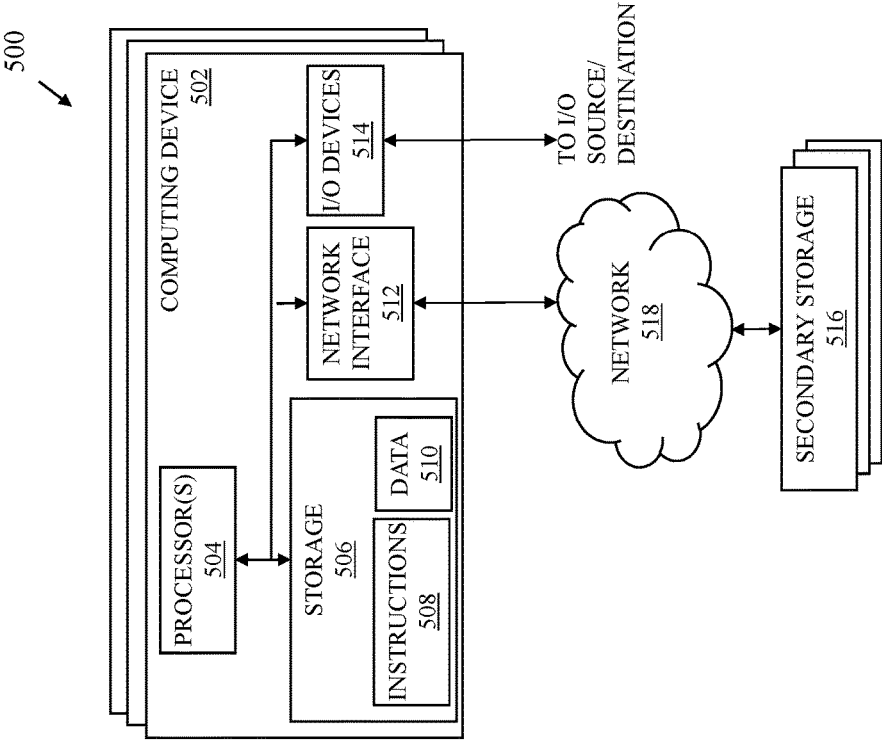 500
COMPUTING DEVICE
502
PROCESSOR(S)
504
STORAGE
506
INSTRUCTIONS
508
DATA
510
NETWORK
INTERFACE
512
I/O DEVICES
514
TO I/O
SOURCE/
DESTINATION
NETWORK
518
SECONDARY STORAGE
516